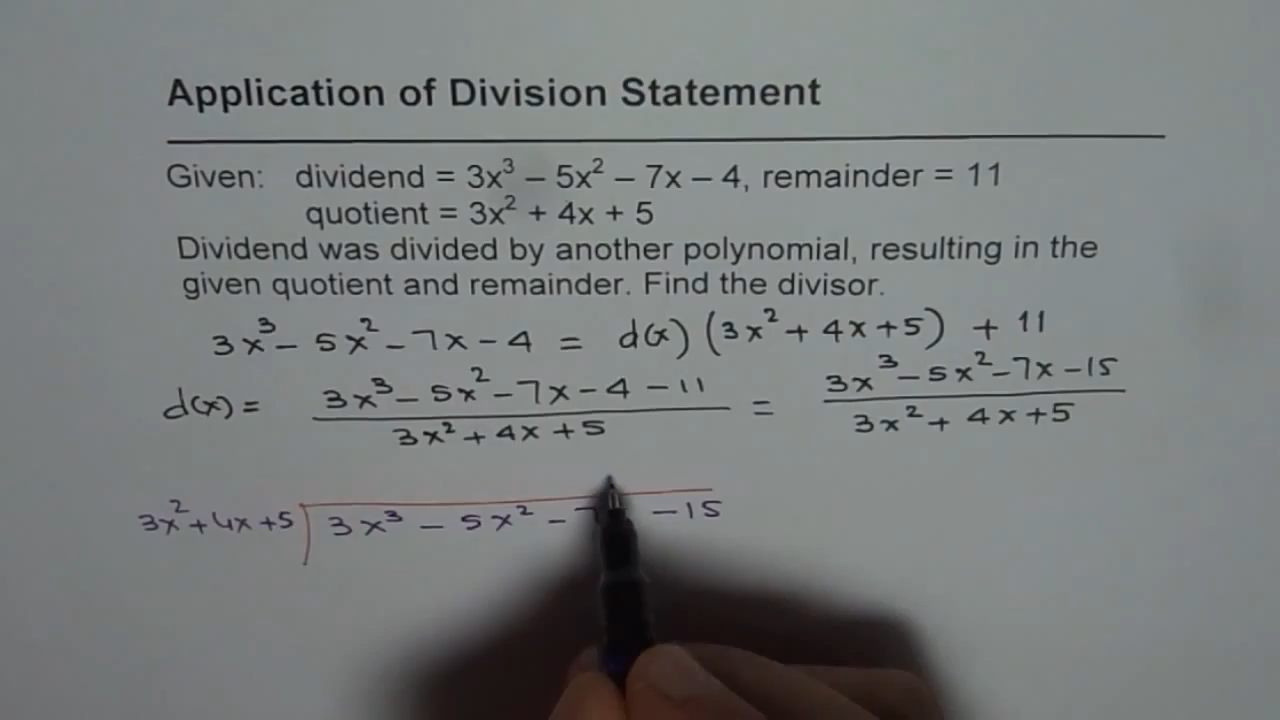 Application of Division Statement
Given: dividend = 3x³ – 5x² – 7x – 4, remainder = 11
quotient = 3x² + 4x + 5
Dividend was divided by another polynomial, resulting in the
given quotient and remainder. Find the divisor.
3x³ - 5x² - 7x - 4 = d(x) (3x² + 4x + 5) + 11
d(x) = (3x³ - 5x² - 7x - 4 - 11)/(3x² + 4x + 5) = (3x³ - 5x² - 7x - 15)/(3x² + 4x + 5)
3x² + 4x + 5 ) 3x³ - 5x² - - 15